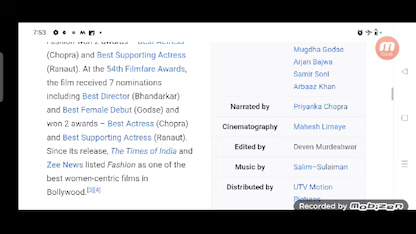 7:53
Fashion won 2 awards – Best Actress
(Chopra) and Best Supporting Actress
(Ranaut). At the 54th Filmfare Awards,
the film received 7 nominations
including Best Director (Bhandarkar)
and Best Female Debut (Godse) and
won 2 awards – Best Actress (Chopra)
and Best Supporting Actress (Ranaut).
Since its release, The Times of India and
Zee News listed Fashion as one of the
best women-centric films in
Bollywood.[3][4]
Mugdha Godse
Arjan Bajwa
Samir Soni
Arbaaz Khan
Narrated by Priyanka Chopra
Cinematography Mahesh Limaye
Edited by Deven Murdeshwar
Music by Salim–Sulaiman
Distributed by UTV Motion
Pictures
Recorded by Mobizen